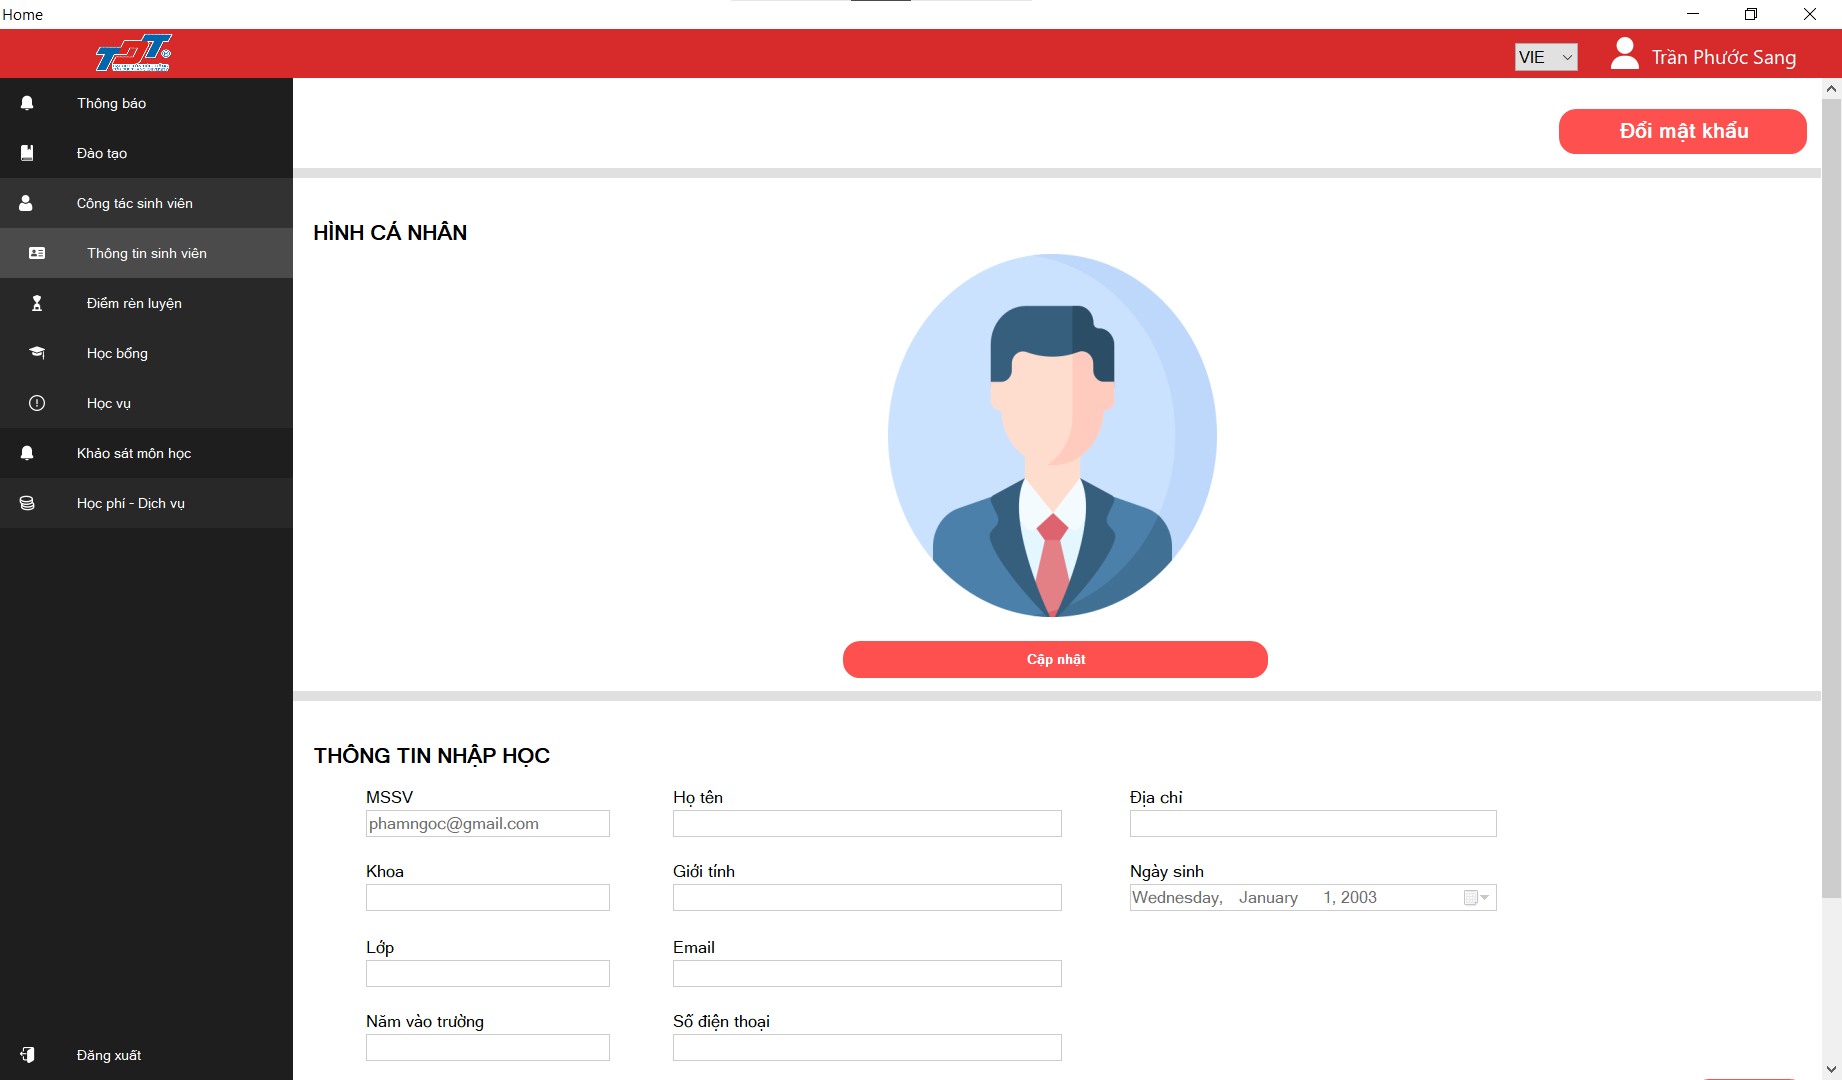 Home
TDT
VIE
Trần Phước Sang
Thông báo
Đào tạo
Công tác sinh viên
Thông tin sinh viên
Điểm rèn luyện
Học bổng
Học vụ
Khảo sát môn học
Học phí - Dịch vụ
Đăng xuất
Đổi mật khẩu
HÌNH CÁ NHÂN
Cập nhật
THÔNG TIN NHẬP HỌC
MSSV
Họ tên
Địa chỉ
phamngoc@gmail.com
Khoa
Giới tính
Ngày sinh
Wednesday, January 1, 2003
Lớp
Email
Năm vào trường
Số điện thoại